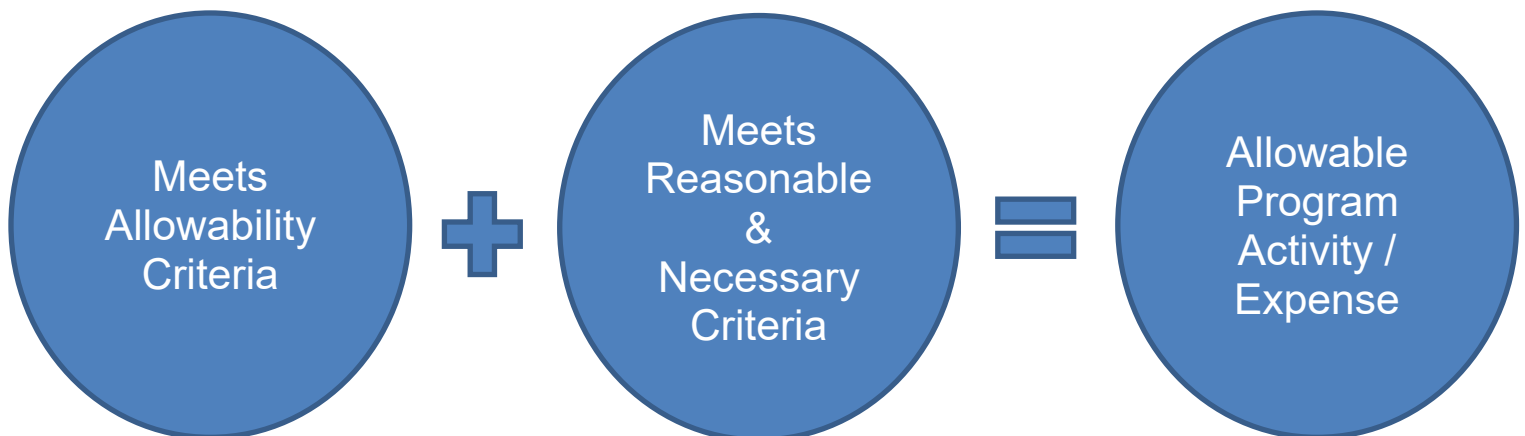 Meets
Allowability
Criteria
Meets
Reasonable
&
Necessary
Criteria
Allowable
Program
Activity /
Expense